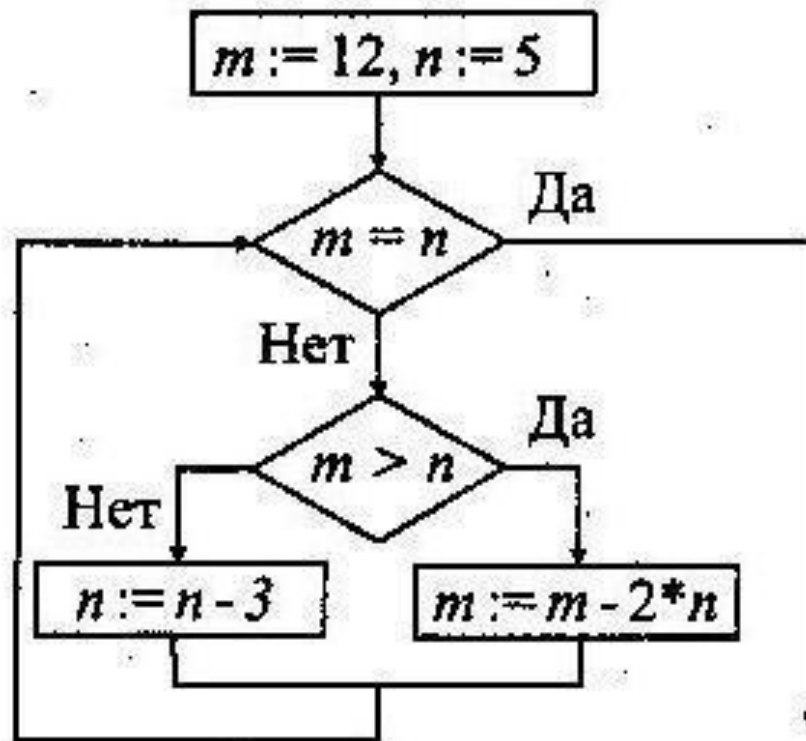 m := 12, n := 5
Да
m = n
Нет
Да
m > n
Нет
n := n - 3
m := m - 2*n